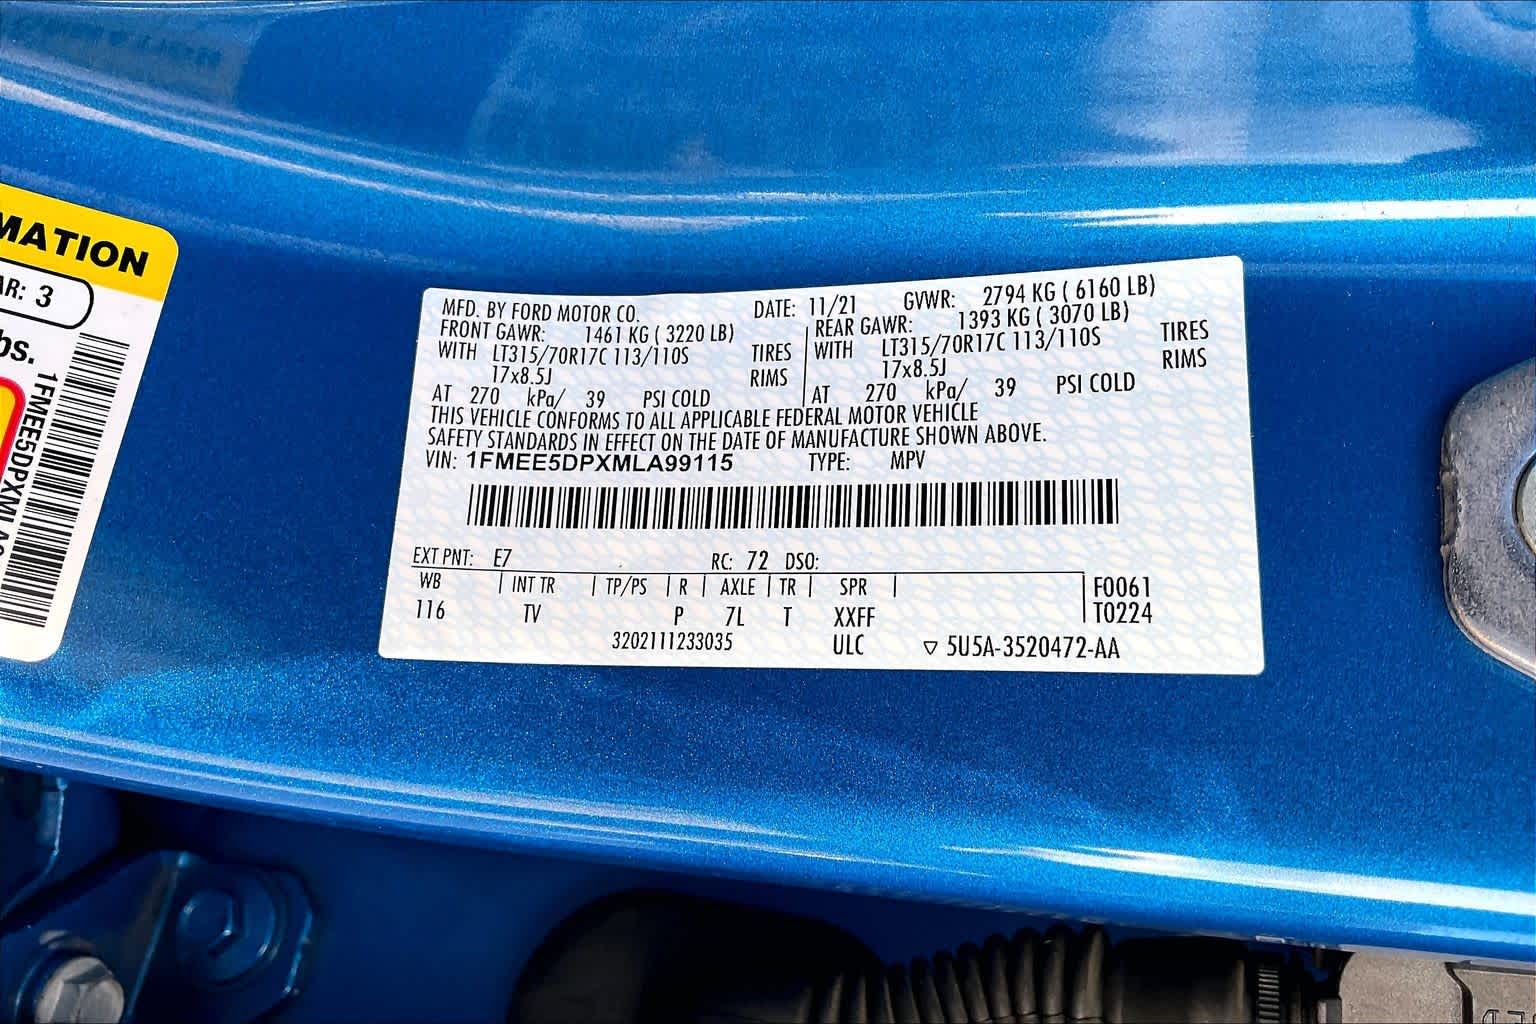 MATION
AR: 3
bs.
1FMEE5DPXMLA9
MFD. BY FORD MOTOR CO. DATE: 11/21 GVWR: 2794 KG ( 6160 LB)
FRONT GAWR: 1461 KG ( 3220 LB) REAR GAWR: 1393 KG ( 3070 LB)
WITH LT315/70R17C 113/110S TIRES WITH LT315/70R17C 113/110S TIRES
17x8.5J RIMS 17x8.5J RIMS
AT 270 kPa/ 39 PSI COLD AT 270 kPa/ 39 PSI COLD
THIS VEHICLE CONFORMS TO ALL APPLICABLE FEDERAL MOTOR VEHICLE
SAFETY STANDARDS IN EFFECT ON THE DATE OF MANUFACTURE SHOWN ABOVE.
VIN: 1FMEE5DPXMLA99115 TYPE: MPV
EXT PNT: E7 RC: 72 DSO:
WB INT TR TP/PS R AXLE TR SPR F0061
116 TV P 7L T XXFF T0224
3202111233035 ULC ▽ 5U5A-3520472-AA